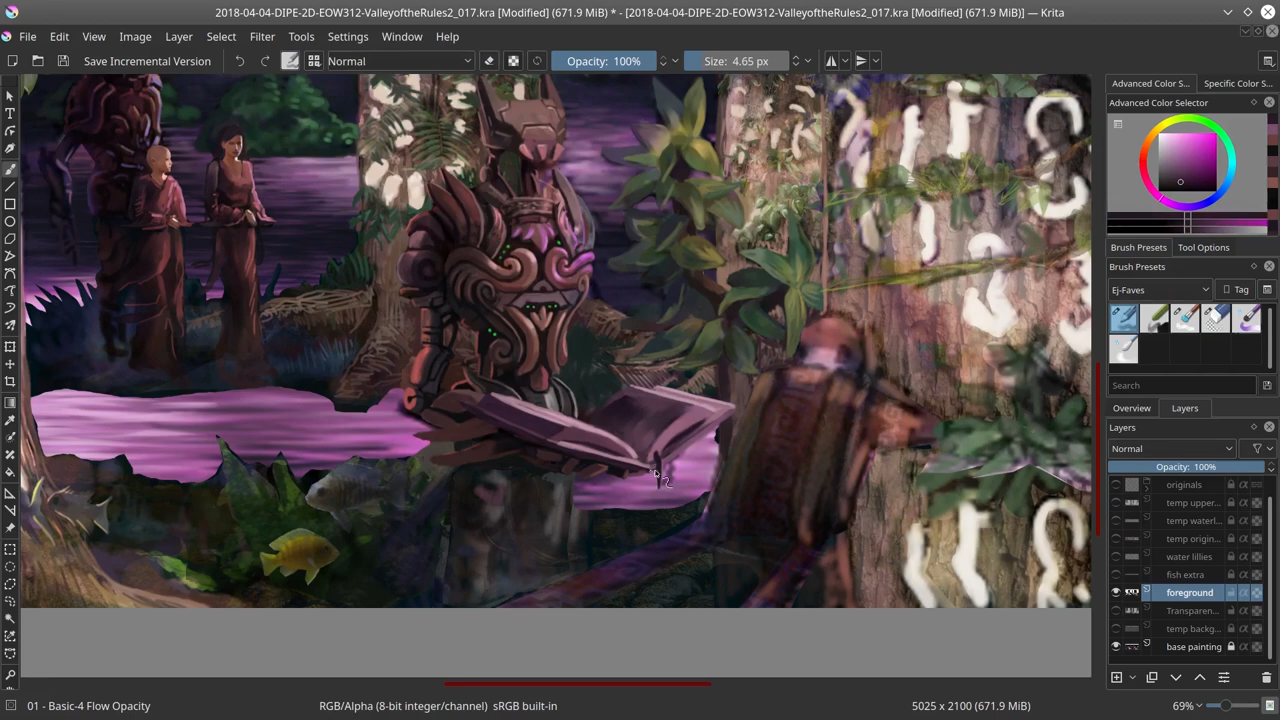 2018-04-04-DIPE-2D-EOW312-ValleyoftheRules2_017.kra [Modified] (671.9 MiB) * - [2018-04-04-DIPE-2D-EOW312-ValleyoftheRules2_017.kra [Modified] (671.9 MiB)] — Krita
File Edit View Image Layer Select Filter Tools Settings Window Help
Save Incremental Version Normal Opacity: 100% Size: 4.65 px
Advanced Color S... Specific Color S...
Advanced Color Selector
Brush Presets Tool Options
Brush Presets
Ej-Faves Tag
Search
Overview Layers
Layers
Normal
Opacity: 100%
originals
temp upper...
temp waterl...
temp origin...
water lillies
fish extra
foreground
Transparen...
temp backg...
base painting
01 - Basic-4 Flow Opacity RGB/Alpha (8-bit integer/channel) sRGB built-in 5025 x 2100 (671.9 MiB) 69%